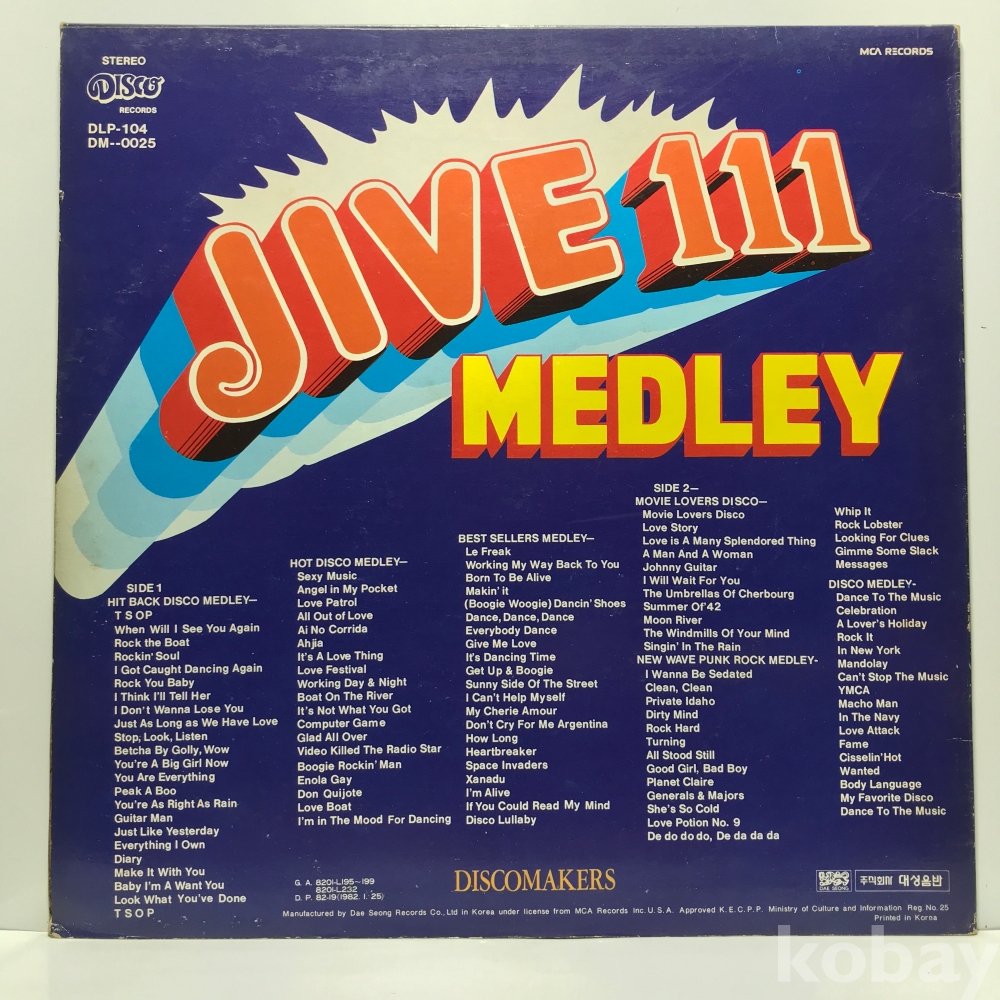 STEREO
DISCO
RECORDS
DLP-104
DM--0025
MCA RECORDS
JIVE 111
MEDLEY
SIDE 1
HIT BACK DISCO MEDLEY—
T S O P
When Will I See You Again
Rock the Boat
Rockin' Soul
I Got Caught Dancing Again
Rock You Baby
I Think I'll Tell Her
I Don't Wanna Lose You
Just As Long as We Have Love
Stop, Look, Listen
Betcha By Golly, Wow
You're A Big Girl Now
You Are Everything
Peak A Boo
You're As Right As Rain
Guitar Man
Just Like Yesterday
Everything I Own
Diary
Make It With You
Baby I'm A Want You
Look What You've Done
T S O P
HOT DISCO MEDLEY—
Sexy Music
Angel in My Pocket
Love Patrol
All Out of Love
Ai No Corrida
Ahjia
It's A Love Thing
Love Festival
Working Day & Night
Boat On The River
It's Not What You Got
Computer Game
Glad All Over
Video Killed The Radio Star
Boogie Rockin' Man
Enola Gay
Don Quijote
Love Boat
I'm in The Mood For Dancing
BEST SELLERS MEDLEY—
Le Freak
Working My Way Back To You
Born To Be Alive
Makin' it
(Boogie Woogie) Dancin' Shoes
Dance, Dance, Dance
Everybody Dance
Give Me Love
It's Dancing Time
Get Up & Boogie
Sunny Side Of The Street
I Can't Help Myself
My Cherie Amour
Don't Cry For Me Argentina
How Long
Heartbreaker
Space Invaders
Xanadu
I'm Alive
If You Could Read My Mind
Disco Lullaby
SIDE 2—
MOVIE LOVERS DISCO—
Movie Lovers Disco
Love Story
Love is A Many Splendored Thing
A Man And A Woman
Johnny Guitar
I Will Wait For You
The Umbrellas Of Cherbourg
Summer Of '42
Moon River
The Windmills Of Your Mind
Singin' In The Rain
NEW WAVE PUNK ROCK MEDLEY-
I Wanna Be Sedated
Clean, Clean
Private Idaho
Dirty Mind
Rock Hard
Turning
All Stood Still
Good Girl, Bad Boy
Planet Claire
Generals & Majors
She's So Cold
Love Potion No. 9
De do do do, De da da da
Whip It
Rock Lobster
Looking For Clues
Gimme Some Slack
Messages
DISCO MEDLEY-
Dance To The Music
Celebration
A Lover's Holiday
Rock It
In New York
Mandolay
Can't Stop The Music
YMCA
Macho Man
In The Navy
Love Attack
Fame
Cisselin' Hot
Wanted
Body Language
My Favorite Disco
Dance To The Music
G. A. 8201-L195~199
8201-L232
D. P. 82-19(1982. 1. 25)
DISCOMAKERS
DAE SEONG
주식회사 대성음반
Manufactured by Dae Seong Records Co., Ltd in Korea under license from MCA Records Inc. U. S. A. Approved K. E. C. P. P. Ministry of Culture and Information Reg No. 25
Printed in Korea
kobay